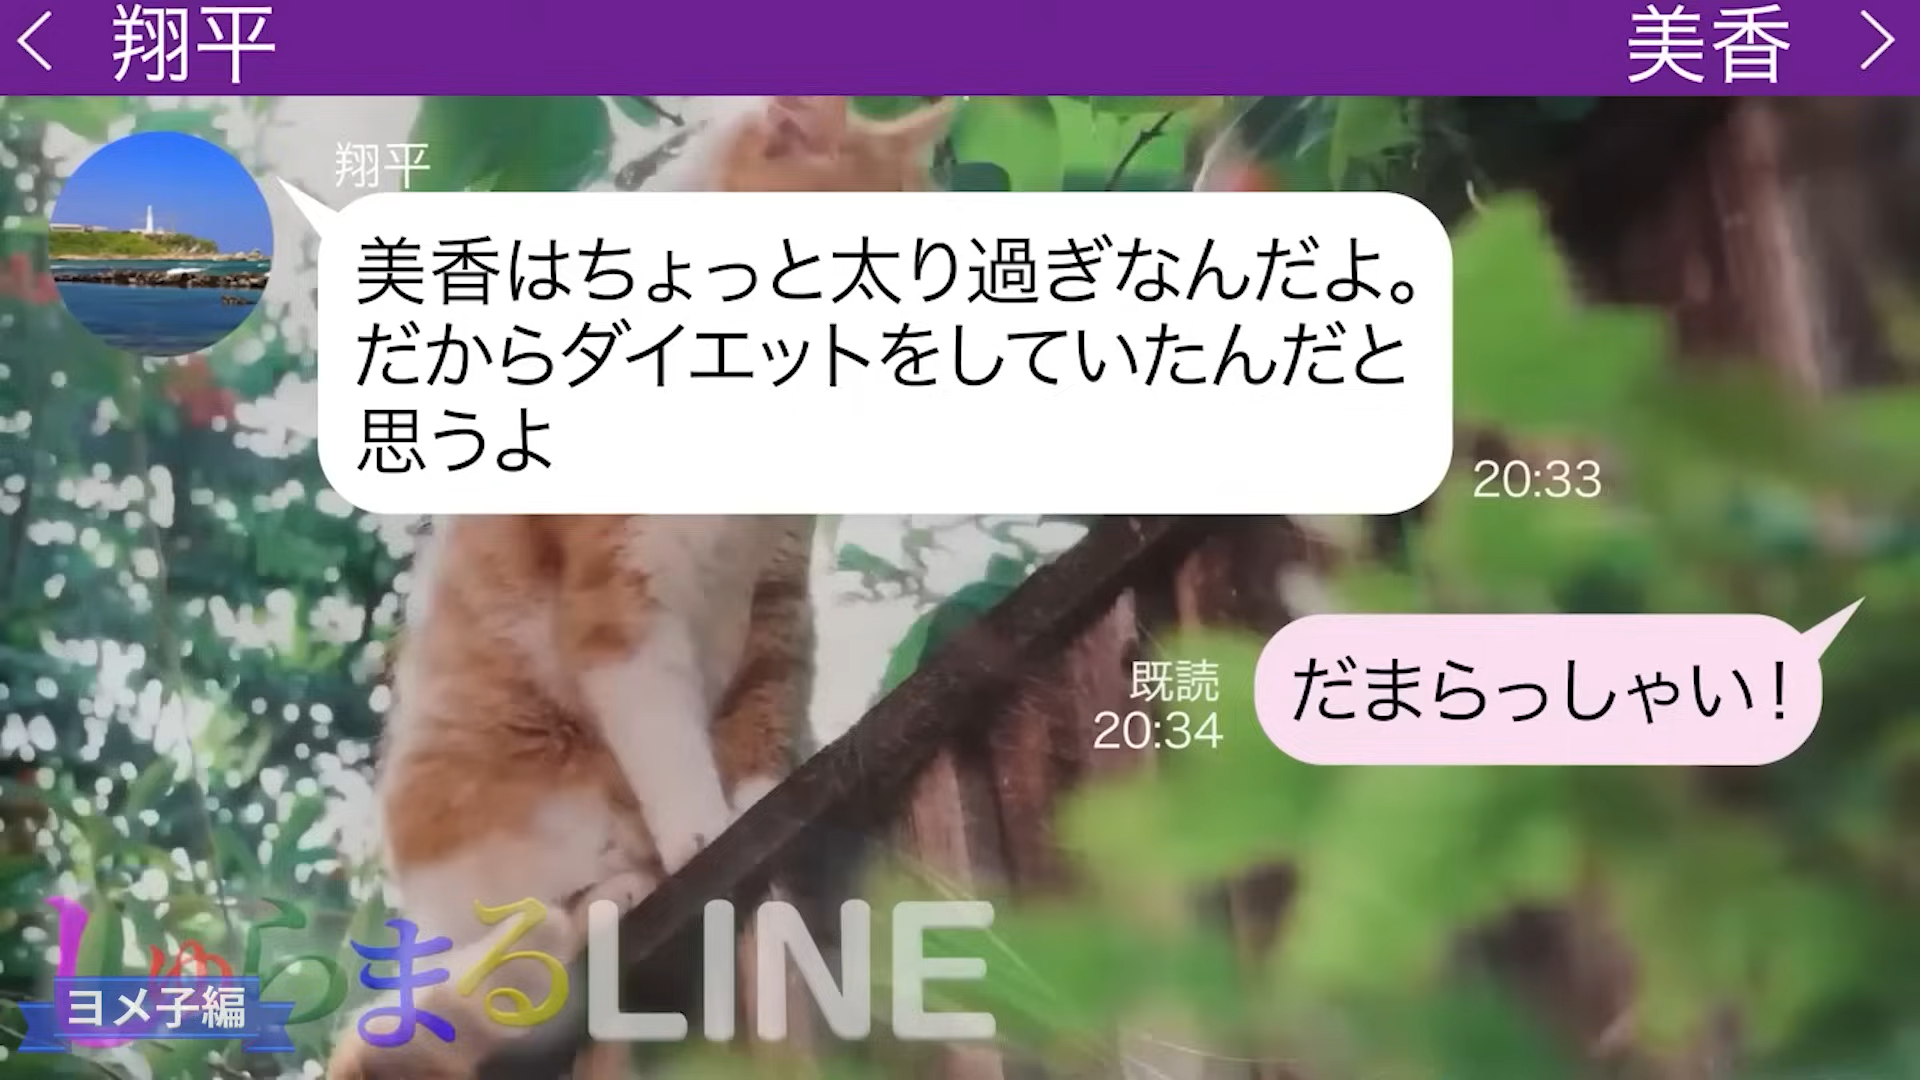 翔平
美香
翔平
美香はちょっと太り過ぎなんだよ。
だからダイエットをしていたんだと
思うよ
20:33
既読
20:34
だまらっしゃい!
しゅらまるLINE
ヨメ子編